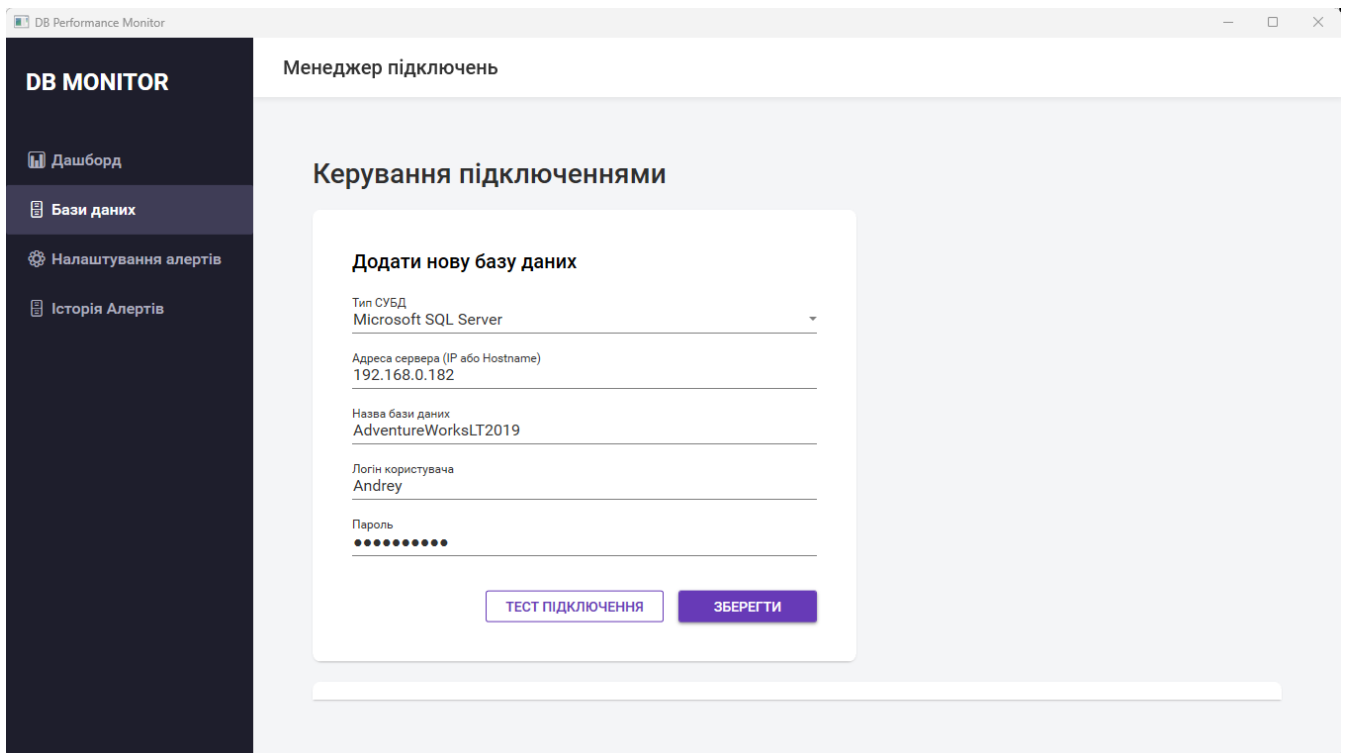 DB Performance Monitor
DB MONITOR
Менеджер підключень
Дашборд
Бази даних
Налаштування алертів
Історія Алертів
Керування підключеннями
Додати нову базу даних
Тип СУБД
Microsoft SQL Server
Адреса сервера (IP або Hostname)
192.168.0.182
Назва бази даних
AdventureWorksLT2019
Логін користувача
Andrey
Пароль
●●●●●●●●●●
ТЕСТ ПІДКЛЮЧЕННЯ
ЗБЕРЕГТИ